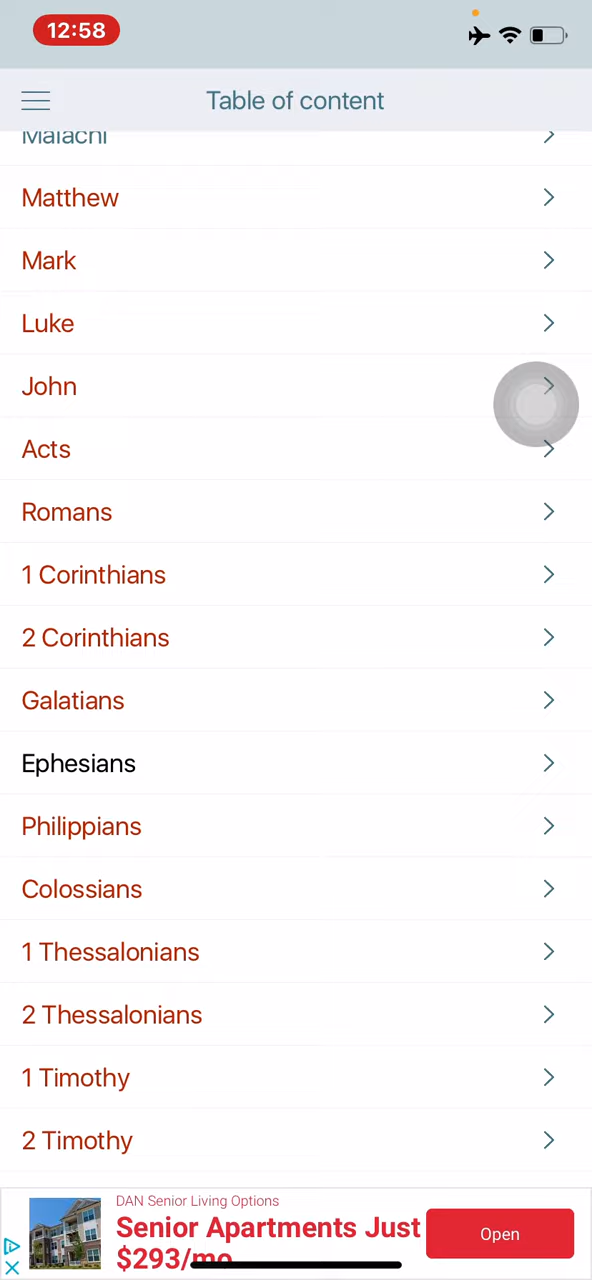 12:58
Table of content
Malachi
Matthew
Mark
Luke
John
Acts
Romans
1 Corinthians
2 Corinthians
Galatians
Ephesians
Philippians
Colossians
1 Thessalonians
2 Thessalonians
1 Timothy
2 Timothy
DAN Senior Living Options
Senior Apartments Just
$293/mo
Open